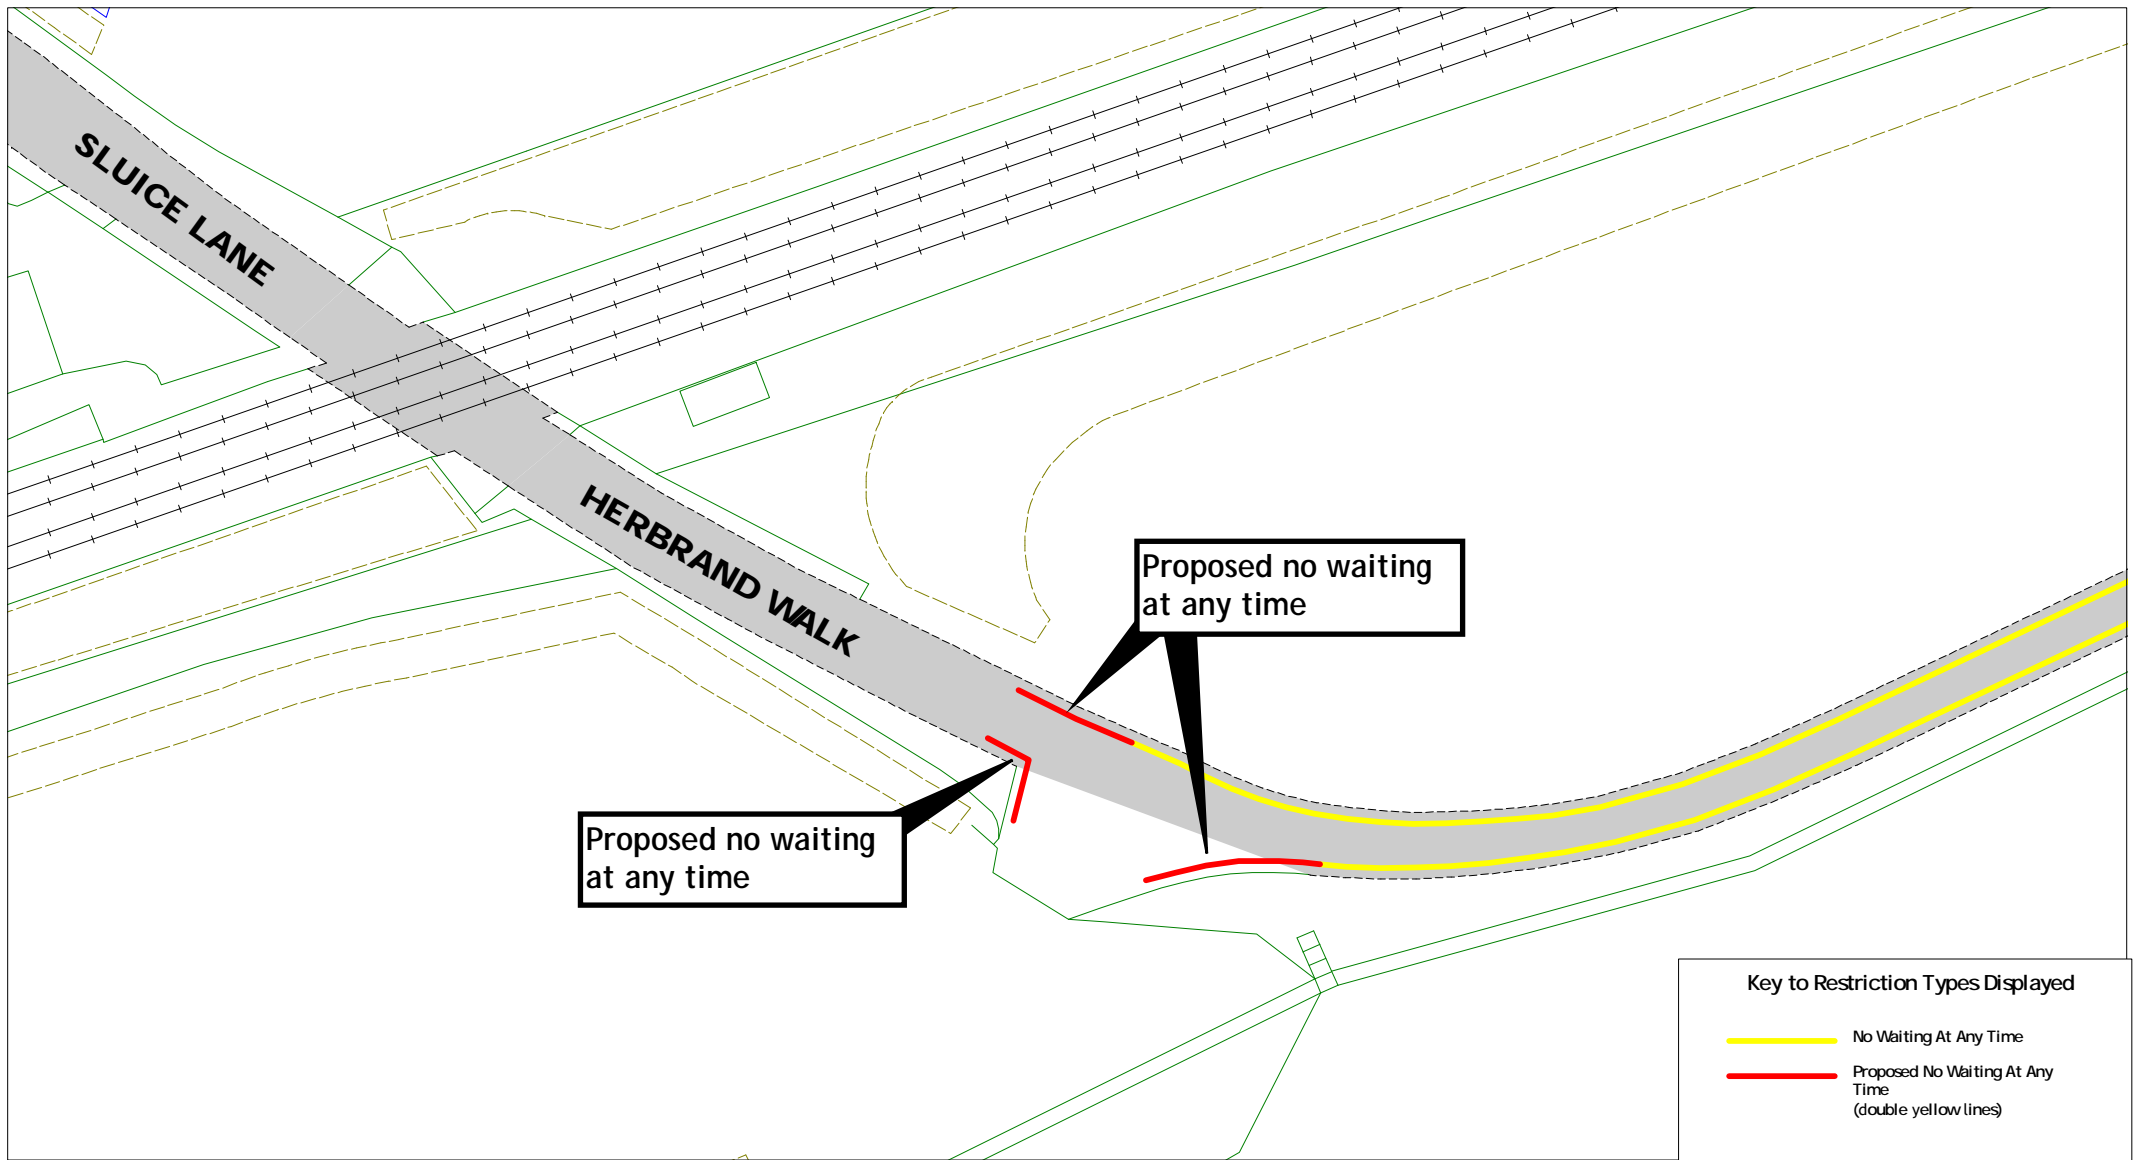 SLUICE LANE
HERBRAND WALK
Proposed no waiting
at any time
Proposed no waiting
at any time
Key to Restriction Types Displayed
No Waiting At Any Time
Proposed No Waiting At Any
Time
(double yellow lines)